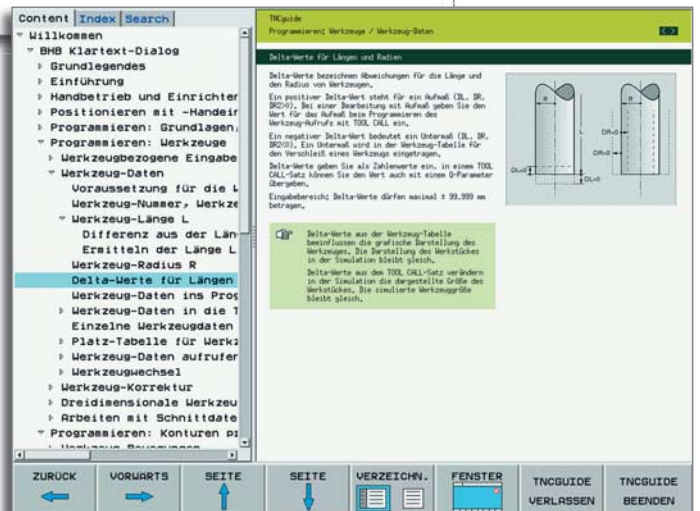 Content Index Search
Willkommen
BHB Klartext-Dialog
Grundlegendes
Einführung
Handbetrieb und Einrichter
Positionieren mit -Handein
Programmieren: Grundlagen,
Programmieren: Werkzeuge
Werkzeugbezogene Eingabe
Werkzeug-Daten
Voraussetzung für die
Werkzeug-Nummer, Werkze
Werkzeug-Länge L
Differenz aus der Län
Ermitteln der Länge L
Werkzeug-Radius R
Delta-Werte für Längen
Werkzeug-Daten ins Prog
Werkzeug-Daten in die T
Einzelne Werkzeugdaten
Platz-Tabelle für Werkz
Werkzeug-Daten aufrufen
Werkzeugwechsel
Werkzeug-Korrektur
Dreidimensionale Werkzeu
Arbeiten mit Schnittdate
Programmieren: Konturen
TNCguide
Programmieren: Werkzeuge / Werkzeug-Daten
Delta-Werte für Längen und Radien
Delta-Werte bezeichnen Abweichungen für die Länge und
den Radius von Werkzeugen.
Ein positiver Delta-Wert steht für ein Aufmaß (DL, DR,
DR2>0). Bei einer Bearbeitung mit Aufmaß geben Sie den
Wert für das Aufmaß beim Programmieren des
Werkzeug-Aufrufs mit TOOL CALL ein.
Ein negativer Delta-Wert bedeutet ein Untermaß (DL, DR,
DR2<0). Ein Untermaß wird in der Werkzeug-Tabelle für
den Verschleiß eines Werkzeugs eingetragen.
Delta-Werte geben Sie als Zahlenwerte ein, in einem TOOL
CALL-Satz können Sie den Wert auch mit einem Q-Parameter
übergeben.
Eingabebereich: Delta-Werte dürfen maximal ± 99,999 mm
betragen.
Delta-Werte aus der Werkzeug-Tabelle
beeinflussen die grafische Darstellung des
Werkzeuges. Die Darstellung des Werkstückes
in der Simulation bleibt gleich.
Delta-Werte aus dem TOOL CALL-Satz verändern
in der Simulation die dargestellte Größe des
Werkstückes. Die simulierte Werkzeuggröße
bleibt gleich.
R
R
L
DR<0
DR>0
DL<0
DL>0
ZURÜCK
VORWÄRTS
SEITE
SEITE
VERZEICHN.
FENSTER
TNCGUIDE
VERLASSEN
TNCGUIDE
BEENDEN